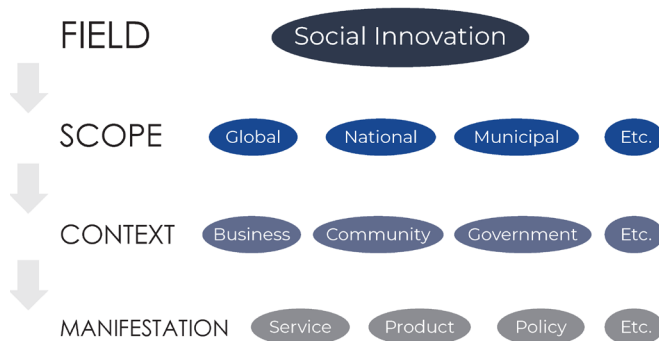 FIELD Social Innovation
SCOPE Global National Municipal Etc.
CONTEXT Business Community Government Etc.
MANIFESTATION Service Product Policy Etc.